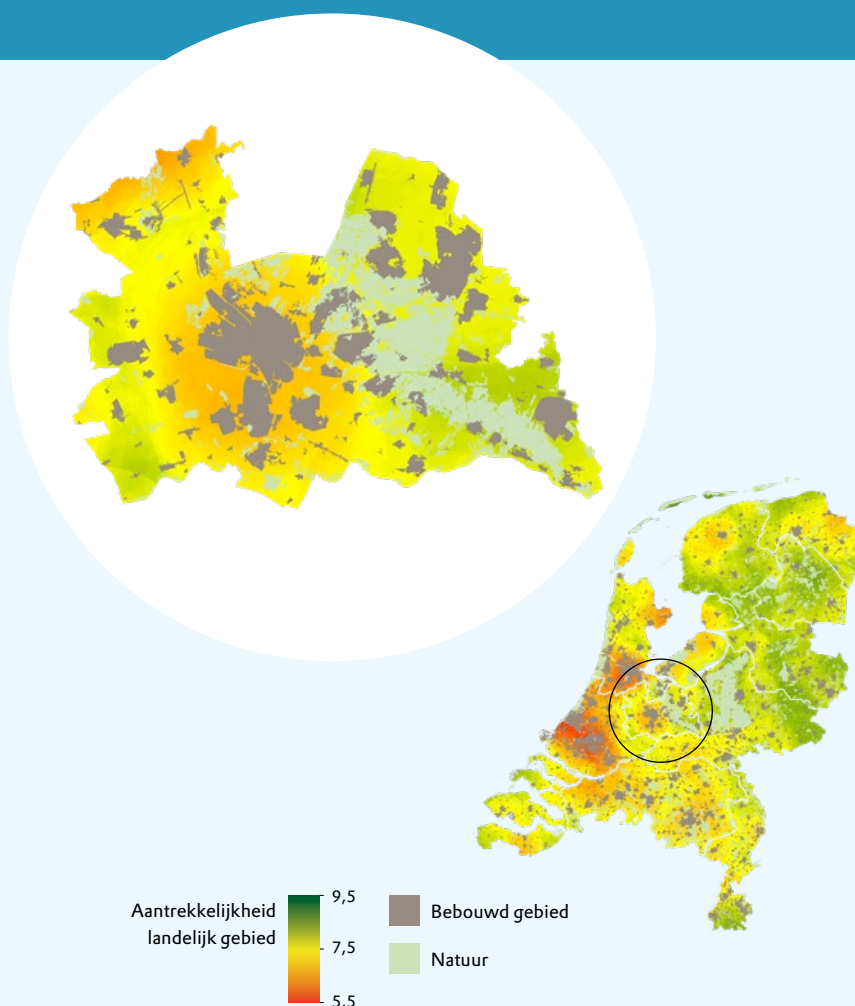 Aantrekkelijkheid
landelijk gebied
9,5
7,5
5,5
Bebouwd gebied
Natuur